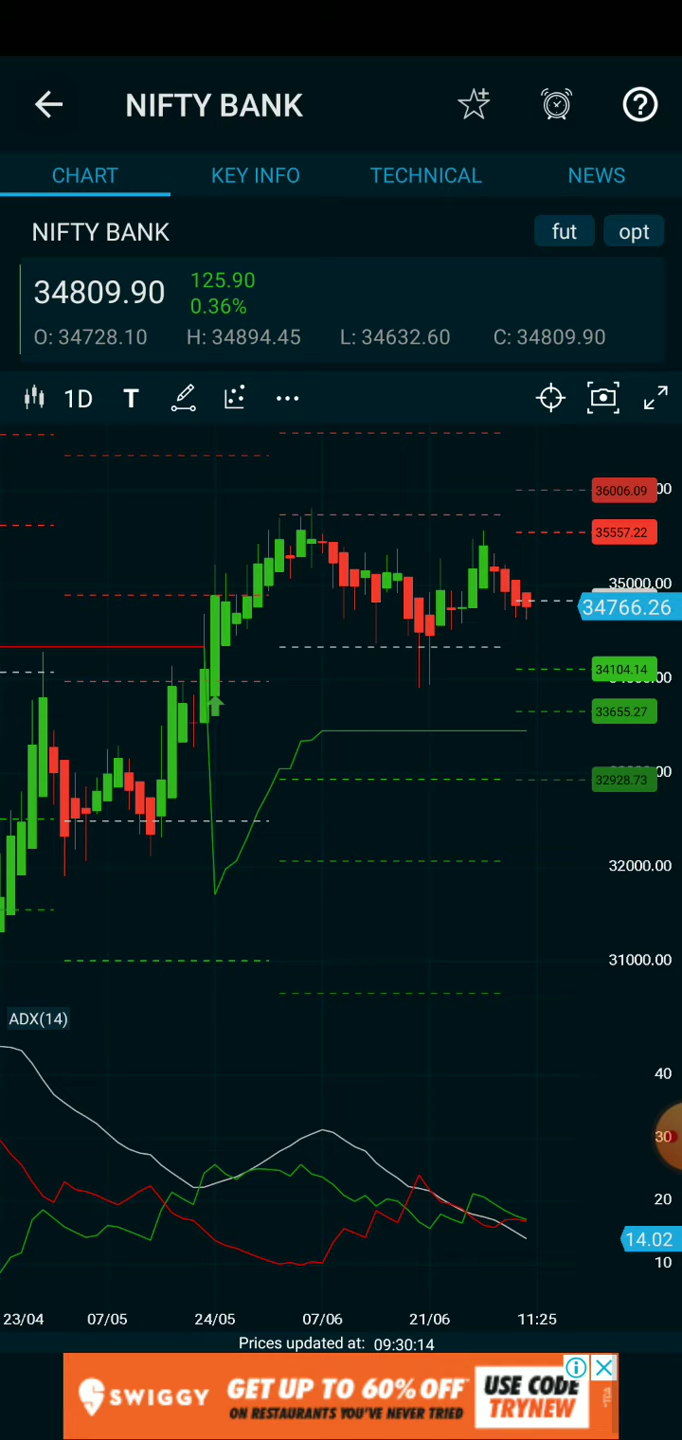 NIFTY BANK
CHART KEY INFO TECHNICAL NEWS
NIFTY BANK fut opt
34809.90 125.90
0.36%
O: 34728.10 H: 34894.45 L: 34632.60 C: 34809.90
1D T
36006.09
35557.22
35000.00
34766.26
34104.14
33655.27
32928.73
32000.00
31000.00
ADX(14)
40
30
20
14.02
10
23/04 07/05 24/05 07/06 21/06 11:25
Prices updated at: 09:30:14
SWIGGY GET UP TO 60% OFF* USE CODE
ON RESTAURANTS YOU'VE NEVER TRIED TRYNEW